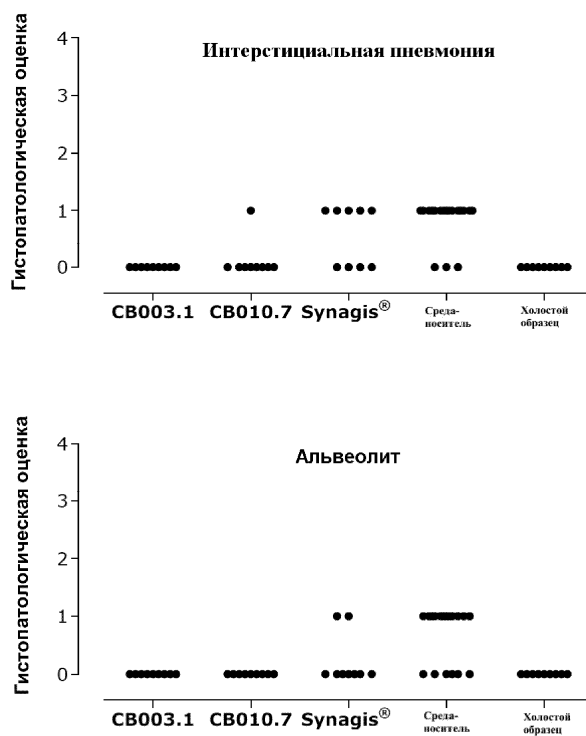 Интерстициальная пневмония
Гистопатологическая оценка
4
3
2
1
0
CB003.1 CB010.7 Synagis® Среда-носитель Холостой образец
Альвеолит
Гистопатологическая оценка
4
3
2
1
0
CB003.1 CB010.7 Synagis® Среда-носитель Холостой образец